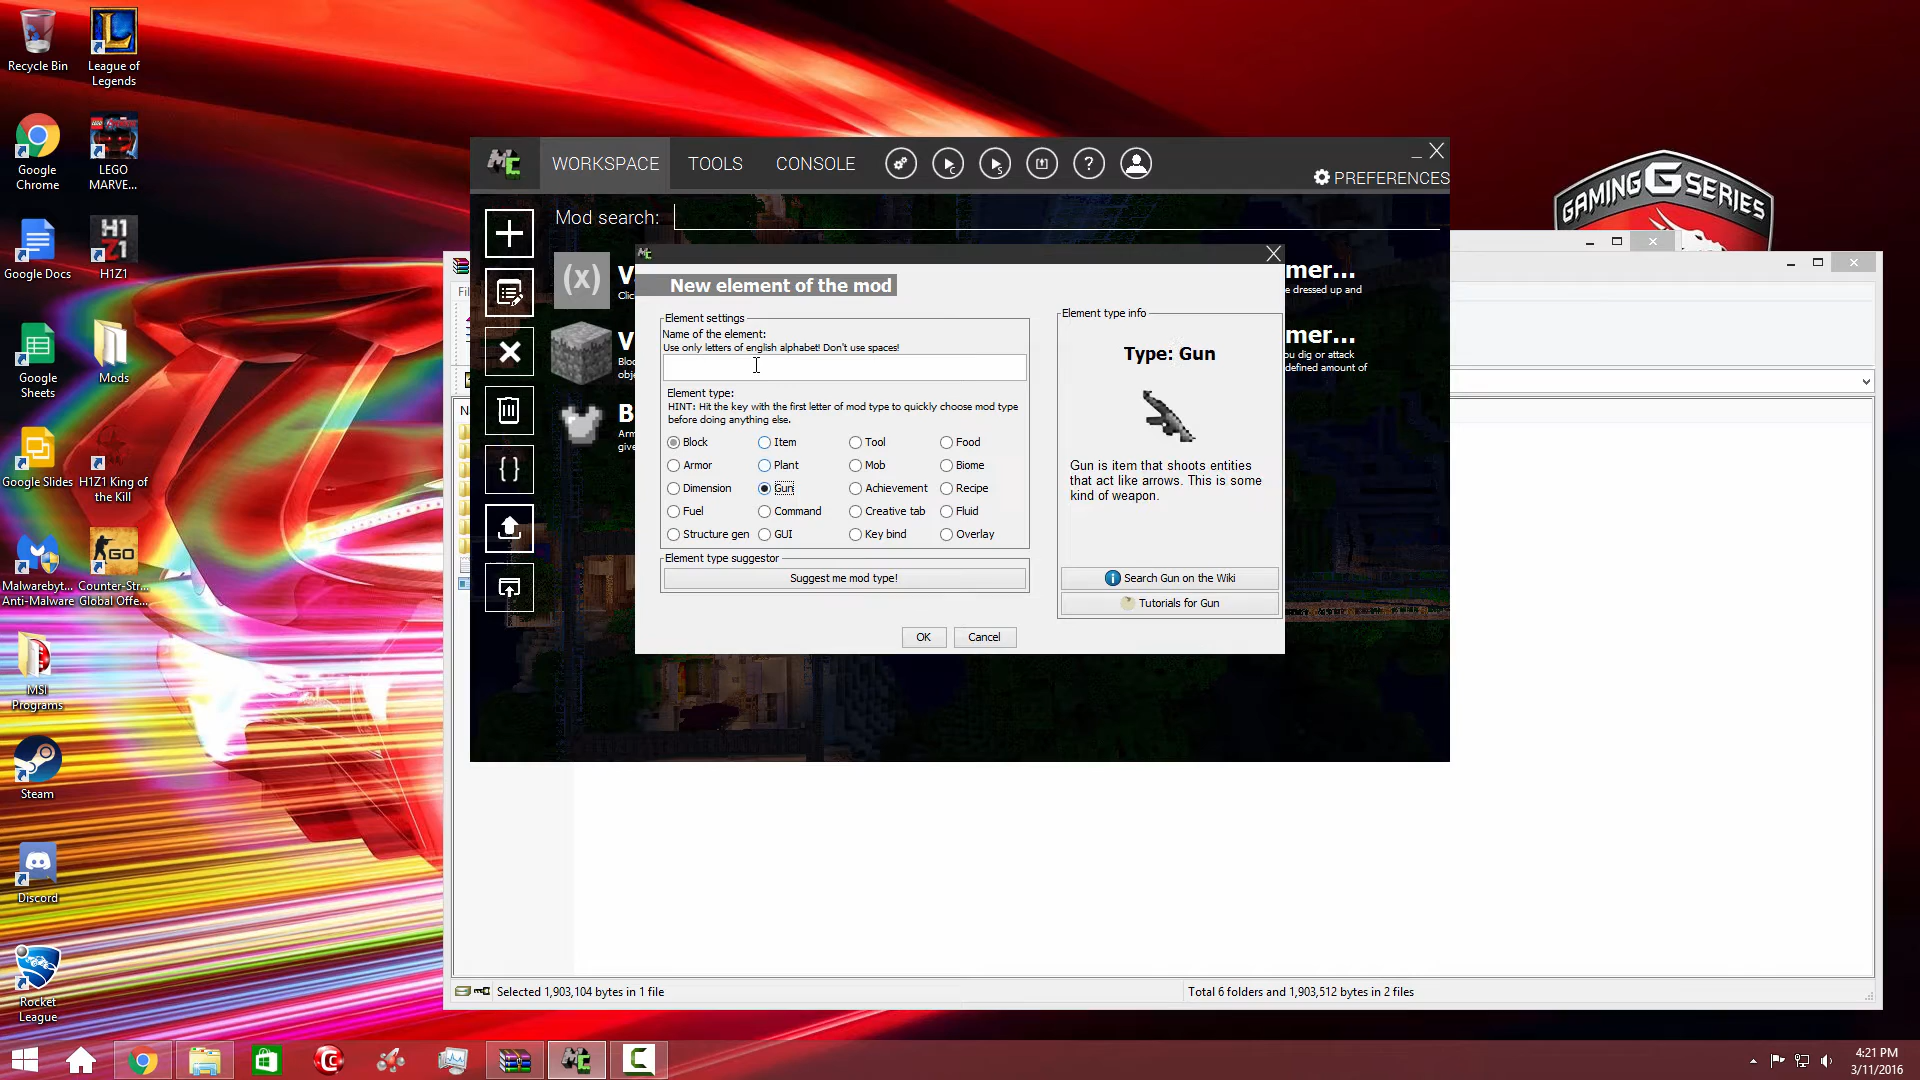 Recycle Bin
League of
Legends
Google
Chrome
LEGO
MARVE...
Google Docs
H1Z1
Google
Sheets
Mods
Google Slides
H1Z1 King of
the Kill
Malwarebyt...
Anti-Malware
Counter-Str...
Global Offe...
MSI
Programs
Steam
Discord
Rocket
League
GAMING G SERIES
WORKSPACE
TOOLS
CONSOLE
PREFERENCES
Mod search:
New element of the mod
Element settings
Name of the element:
Use only letters of english alphabet! Don't use spaces!
Element type:
HINT: Hit the key with the first letter of mod type to quickly choose mod type
before doing anything else.
Block
Item
Tool
Food
Armor
Plant
Mob
Biome
Dimension
Gun
Achievement
Recipe
Fuel
Command
Creative tab
Fluid
Structure gen
GUI
Key bind
Overlay
Element type suggestor
Suggest me mod type!
OK
Cancel
Element type info
Type: Gun
Gun is item that shoots entities
that act like arrows. This is some
kind of weapon.
Search Gun on the Wiki
Tutorials for Gun
mer...
e dressed up and
mer...
ou dig or attack
defined amount of
Selected 1,903,104 bytes in 1 file
Total 6 folders and 1,903,512 bytes in 2 files
4:21 PM
3/11/2016